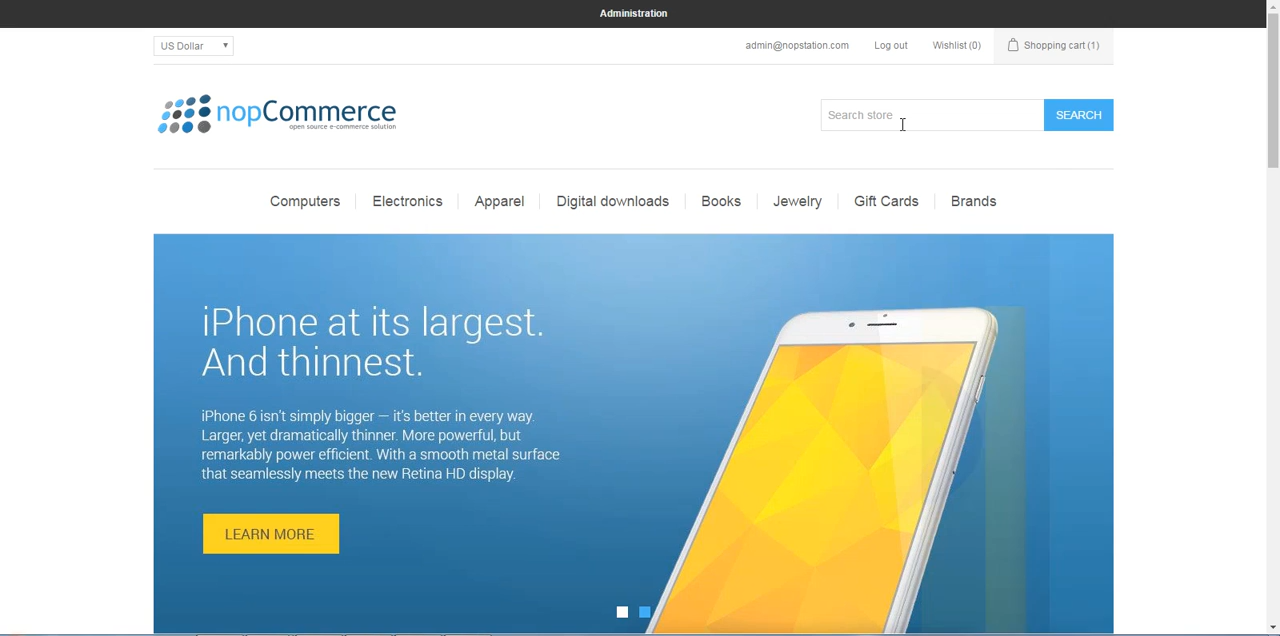 Administration
US Dollar
admin@nopstation.com
Log out
Wishlist (0)
Shopping cart (1)
nopCommerce
open source e-commerce solution
Search store
SEARCH
Computers
Electronics
Apparel
Digital downloads
Books
Jewelry
Gift Cards
Brands
iPhone at its largest.
And thinnest.
iPhone 6 isn't simply bigger — it's better in every way.
Larger, yet dramatically thinner. More powerful, but
remarkably power efficient. With a smooth metal surface
that seamlessly meets the new Retina HD display.
LEARN MORE